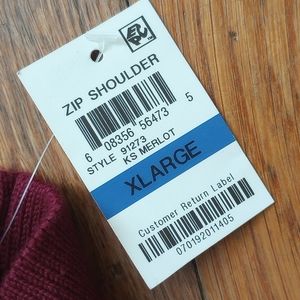 ZIP SHOULDER
6 08356 56473 5
STYLE 91273
KS MERLOT
XLARGE
Customer Return Label
070192011405